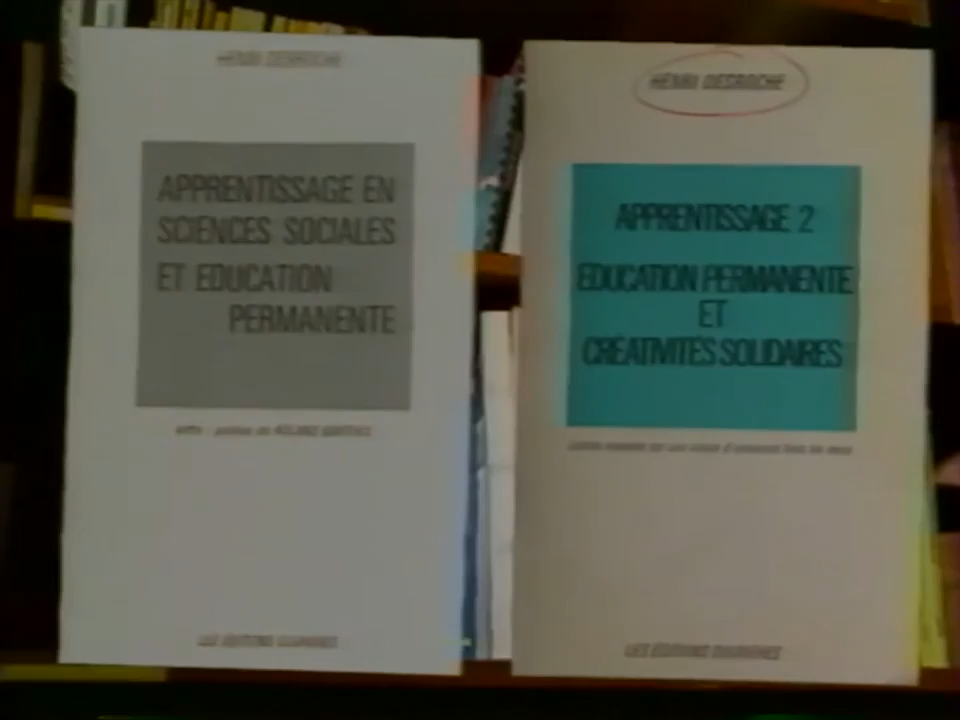 HENRI DESROCHE
APPRENTISSAGE EN
SCIENCES SOCIALES
ET EDUCATION
PERMANENTE
LES EDITIONS OUVRIERES
HENRI DESROCHE
APPRENTISSAGE 2
EDUCATION PERMANENTE
ET
CRÉATIVITÉS SOLIDAIRES
LES EDITIONS OUVRIERES